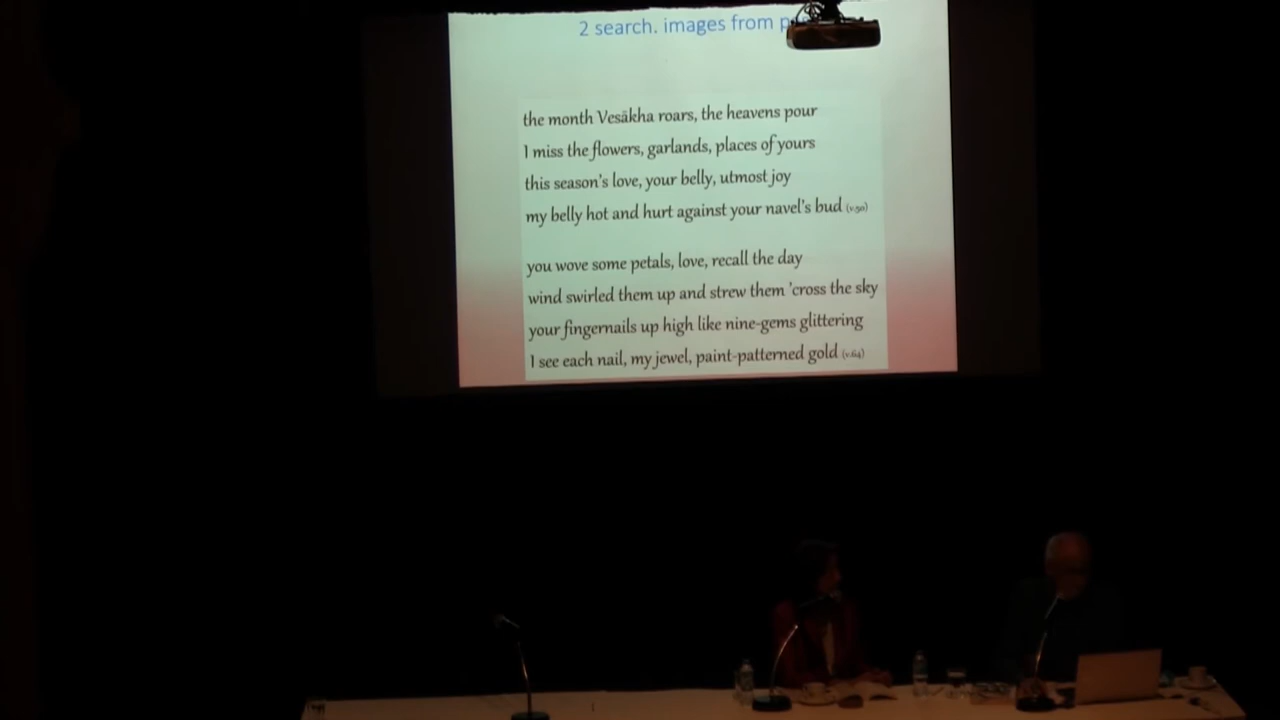 2 search. images from
the month Vesākha roars, the heavens pour
I miss the flowers, garlands, places of yours
this season's love, your belly, utmost joy
my belly hot and hurt against your navel's bud (v.50)
you wove some petals, love, recall the day
wind swirled them up and strew them 'cross the sky
your fingernails up high like nine-gems glittering
I see each nail, my jewel, paint-patterned gold (v.64)